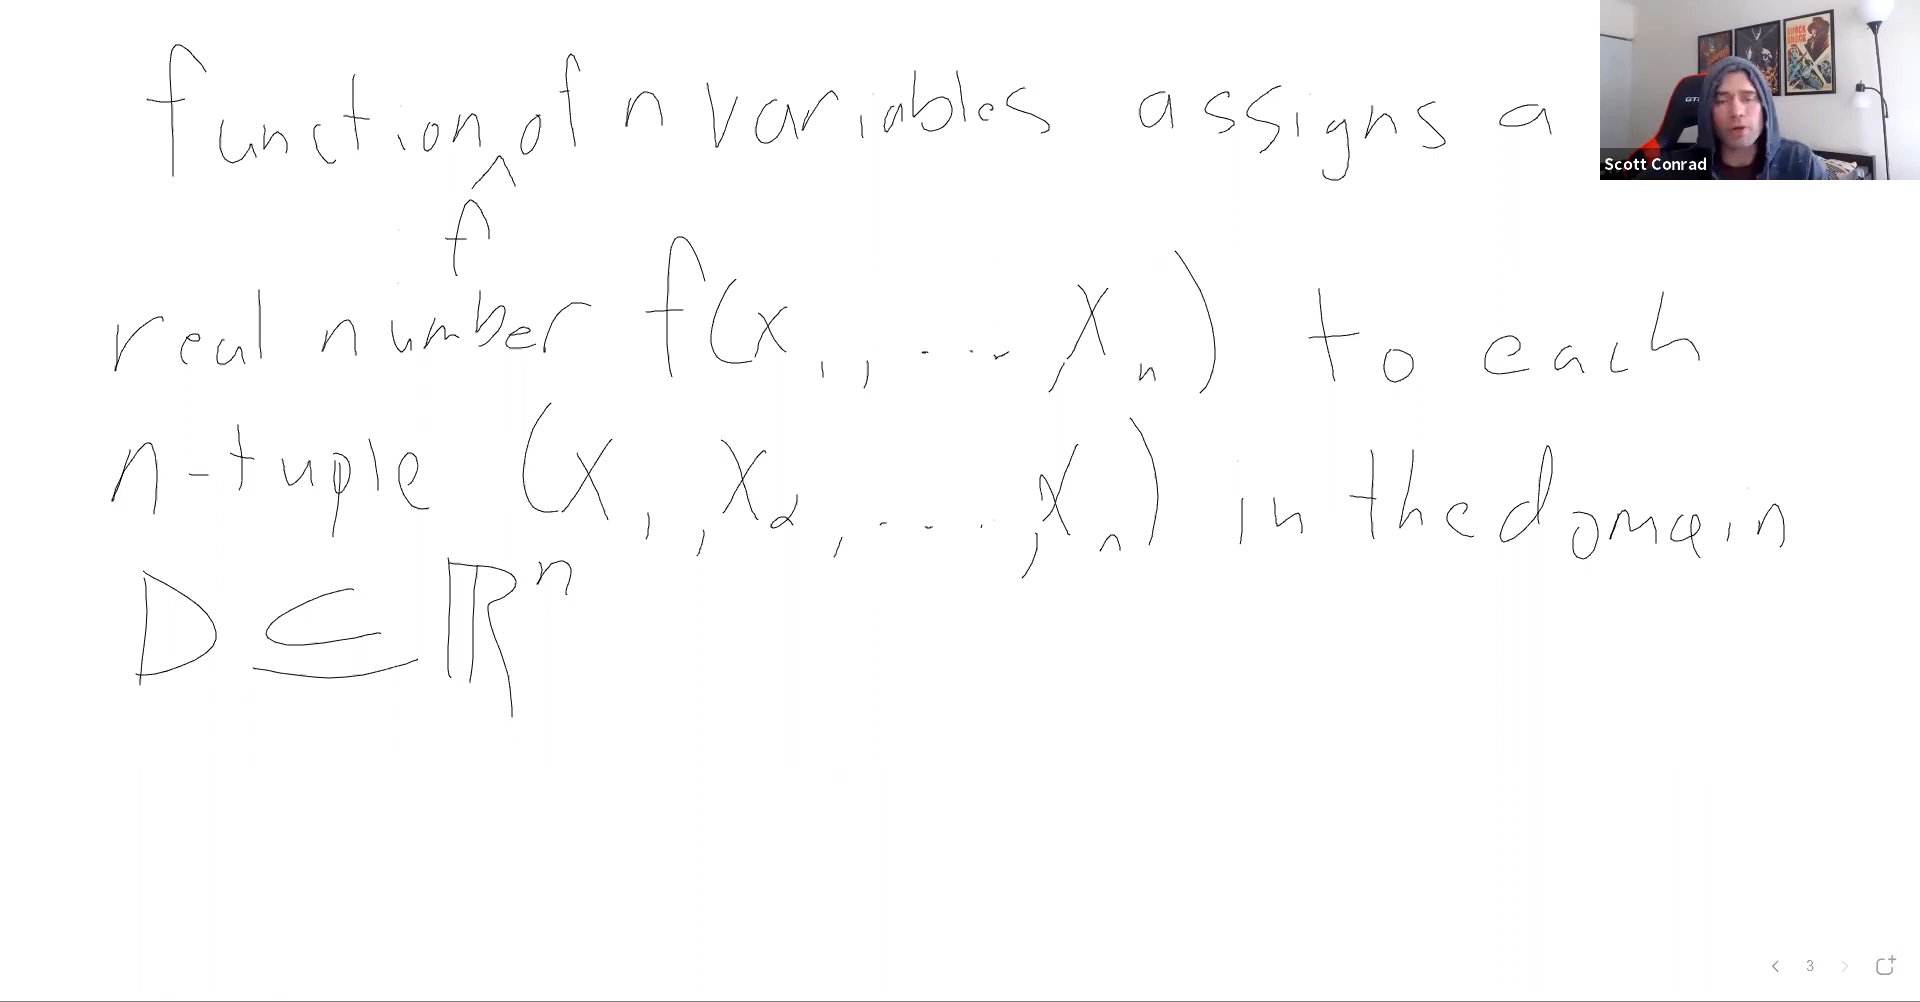 function f of n variables assigns a
real number f(x₁, ..., xₙ) to each
n-tuple (x₁, x₂, ..., xₙ) in the domain
D ⊆ ℝⁿ
Scott Conrad
3